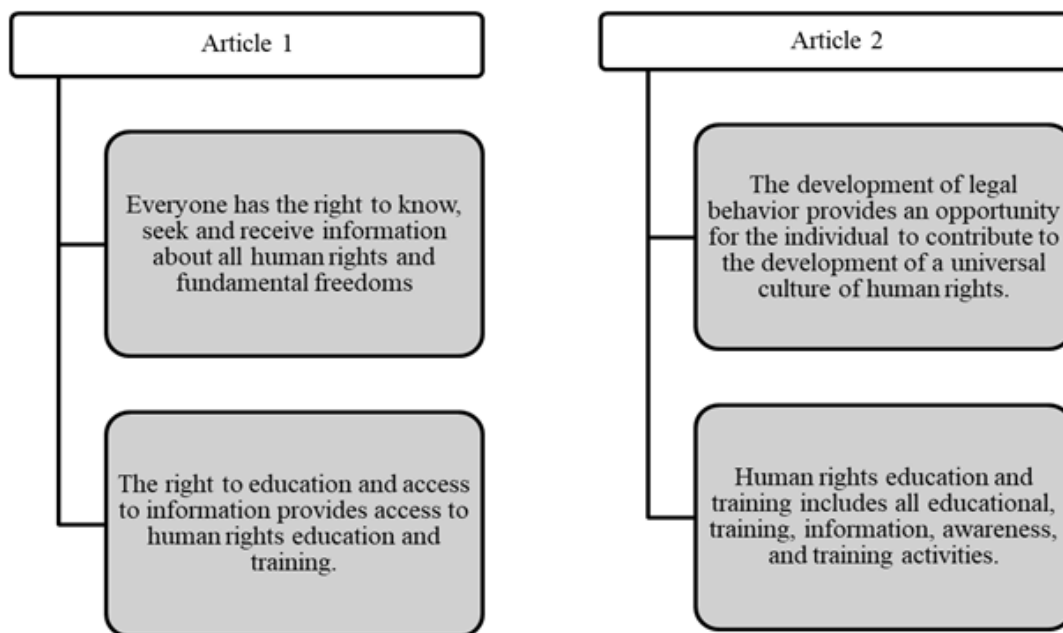 Article 1
Everyone has the right to know,
seek and receive information
about all human rights and
fundamental freedoms
The right to education and access
to information provides access to
human rights education and
training.
Article 2
The development of legal
behavior provides an opportunity
for the individual to contribute to
the development of a universal
culture of human rights.
Human rights education and
training includes all educational,
training, information, awareness,
and training activities.